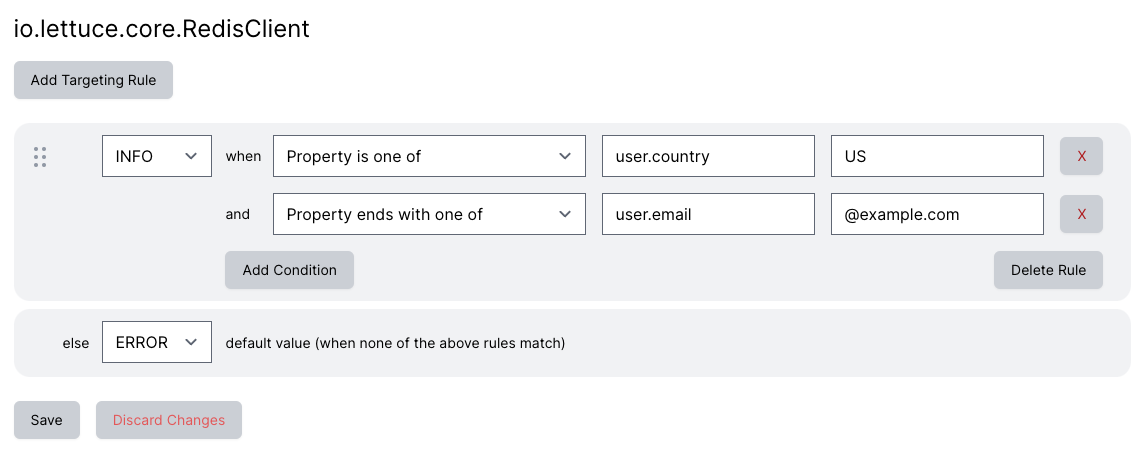 io.lettuce.core.RedisClient
Add Targeting Rule
INFO when Property is one of user.country US X
and Property ends with one of user.email @example.com X
Add Condition Delete Rule
else ERROR default value (when none of the above rules match)
Save Discard Changes